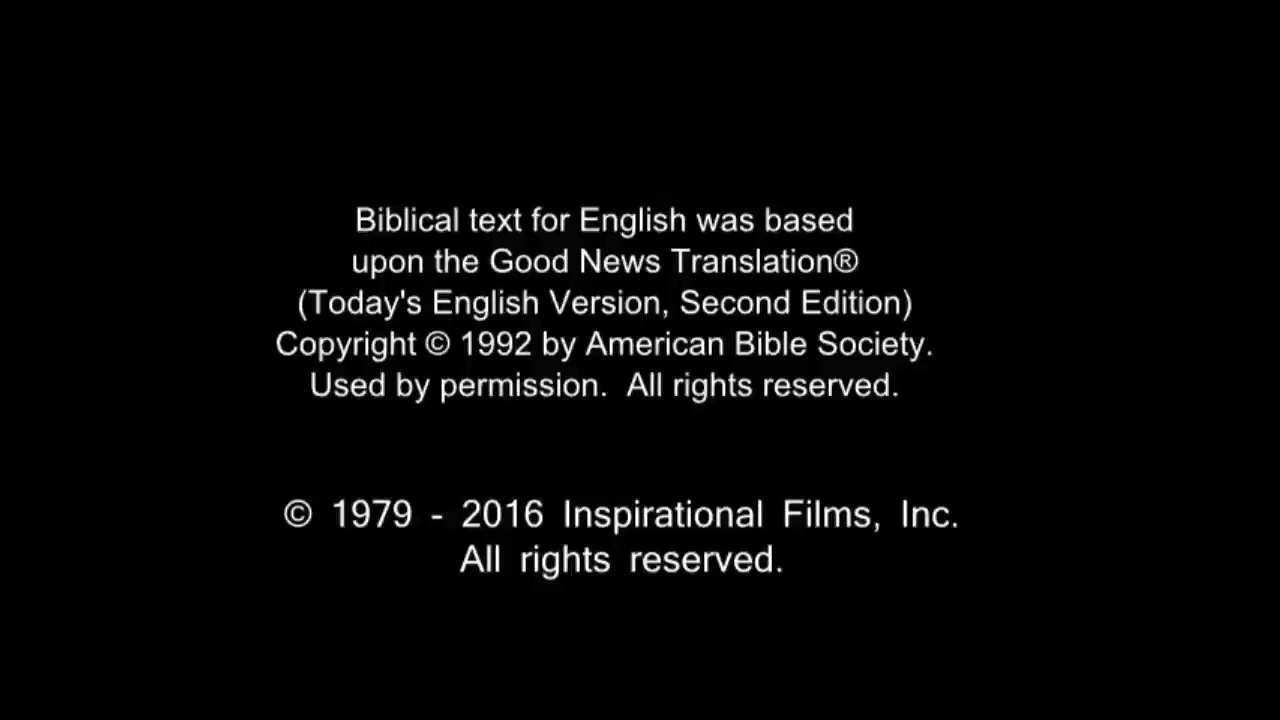 Biblical text for English was based
upon the Good News Translation®
(Today's English Version, Second Edition)
Copyright © 1992 by American Bible Society.
Used by permission.  All rights reserved.
© 1979 - 2016 Inspirational Films, Inc.
All rights reserved.